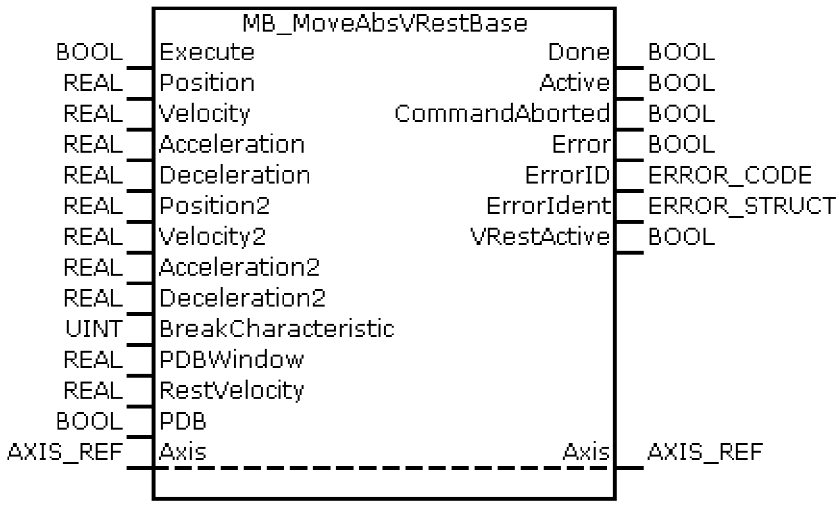 MB_MoveAbsVRestBase
BOOL Execute Done BOOL
REAL Position Active BOOL
REAL Velocity CommandAborted BOOL
REAL Acceleration Error BOOL
REAL Deceleration ErrorID ERROR_CODE
REAL Position2 ErrorIdent ERROR_STRUCT
REAL Velocity2 VRestActive BOOL
REAL Acceleration2
REAL Deceleration2
UINT BreakCharacteristic
REAL PDBWindow
REAL RestVelocity
BOOL PDB
AXIS_REF Axis Axis AXIS_REF